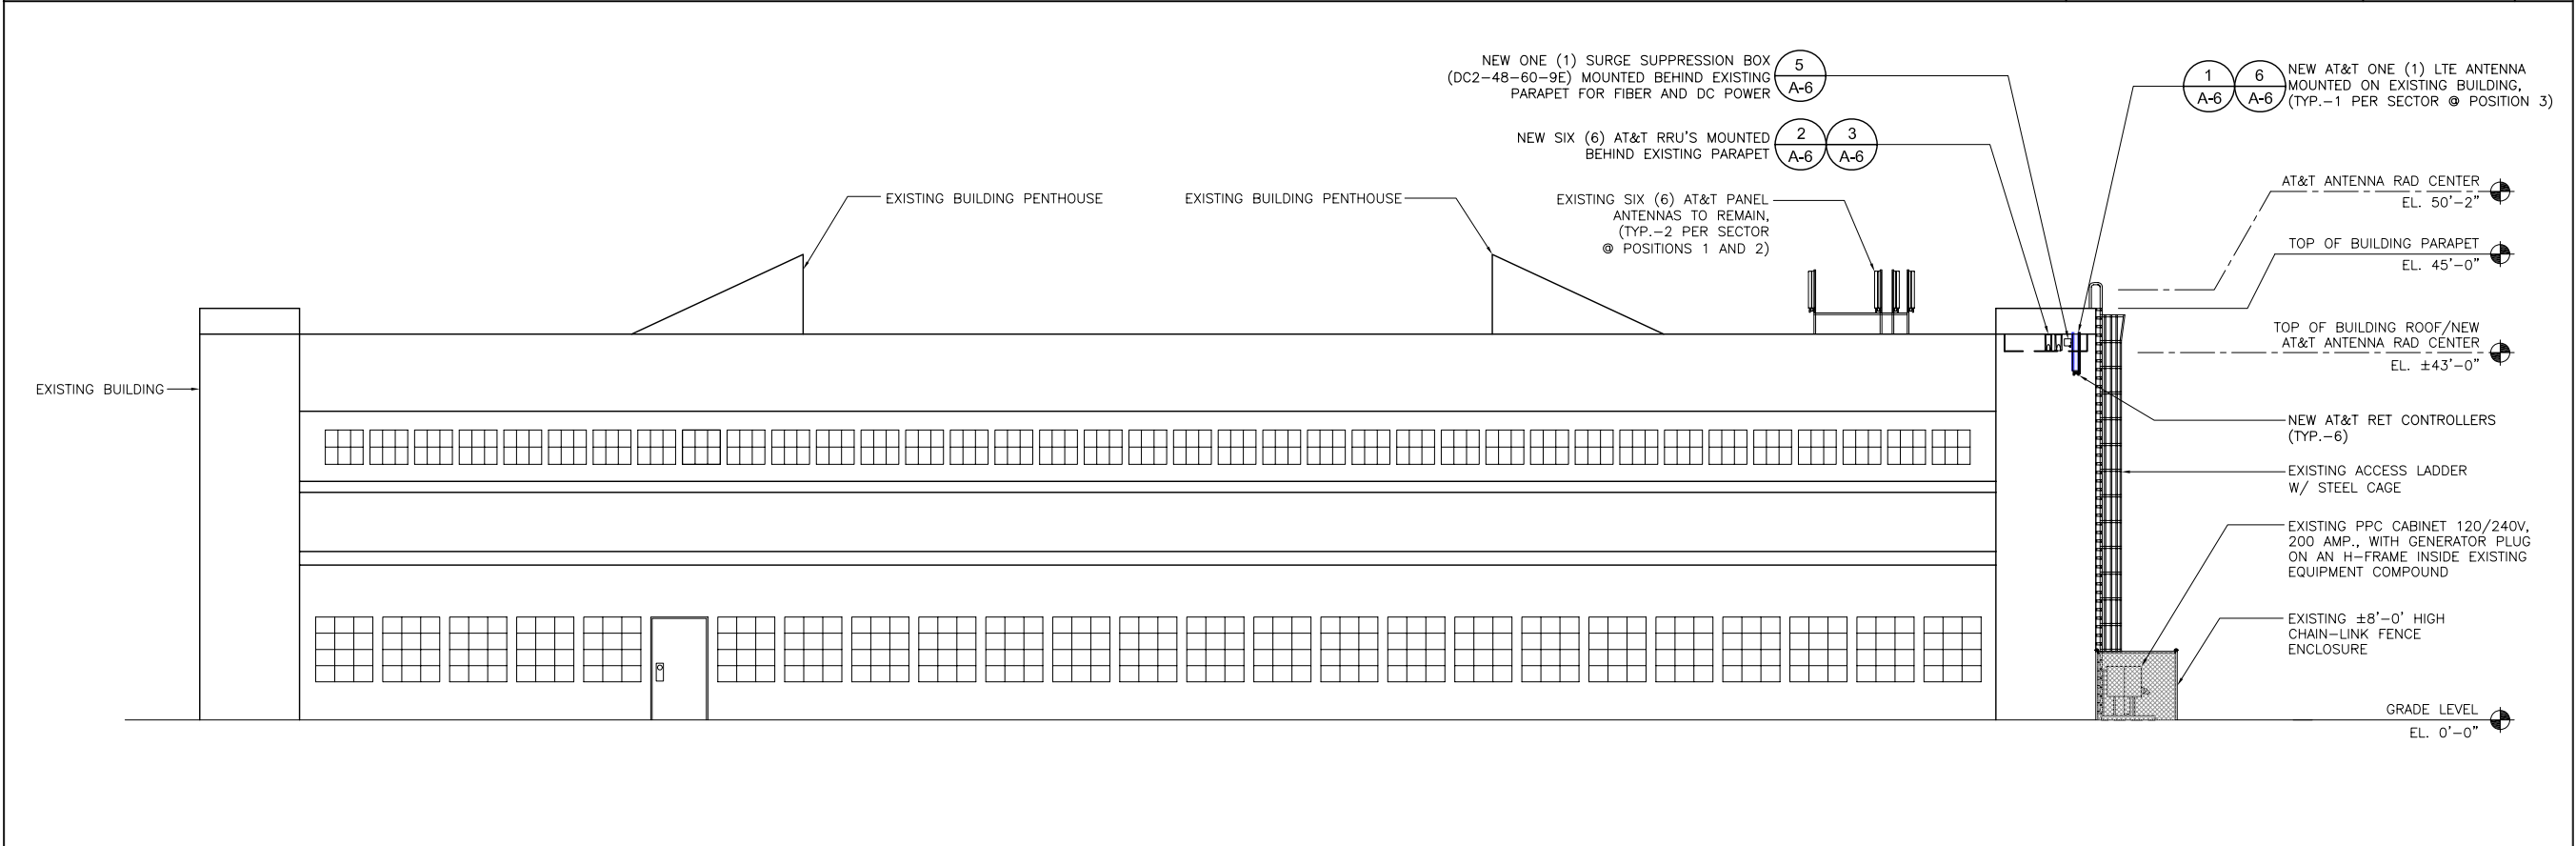 NEW ONE (1) SURGE SUPPRESSION BOX
(DC2-48-60-9E) MOUNTED BEHIND EXISTING
PARAPET FOR FIBER AND DC POWER
5
A-6
1
A-6
6
A-6
NEW AT&T ONE (1) LTE ANTENNA
MOUNTED ON EXISTING BUILDING,
(TYP.-1 PER SECTOR @ POSITION 3)
NEW SIX (6) AT&T RRU'S MOUNTED
BEHIND EXISTING PARAPET
2
A-6
3
A-6
EXISTING BUILDING PENTHOUSE
EXISTING BUILDING PENTHOUSE
EXISTING SIX (6) AT&T PANEL
ANTENNAS TO REMAIN,
(TYP.-2 PER SECTOR
@ POSITIONS 1 AND 2)
AT&T ANTENNA RAD CENTER
EL. 50'-2"
TOP OF BUILDING PARAPET
EL. 45'-0"
TOP OF BUILDING ROOF/NEW
AT&T ANTENNA RAD CENTER
EL. ±43'-0"
EXISTING BUILDING
NEW AT&T RET CONTROLLERS
(TYP.-6)
EXISTING ACCESS LADDER
W/ STEEL CAGE
EXISTING PPC CABINET 120/240V,
200 AMP., WITH GENERATOR PLUG
ON AN H-FRAME INSIDE EXISTING
EQUIPMENT COMPOUND
EXISTING ±8'-0' HIGH
CHAIN-LINK FENCE
ENCLOSURE
GRADE LEVEL
EL. 0'-0"